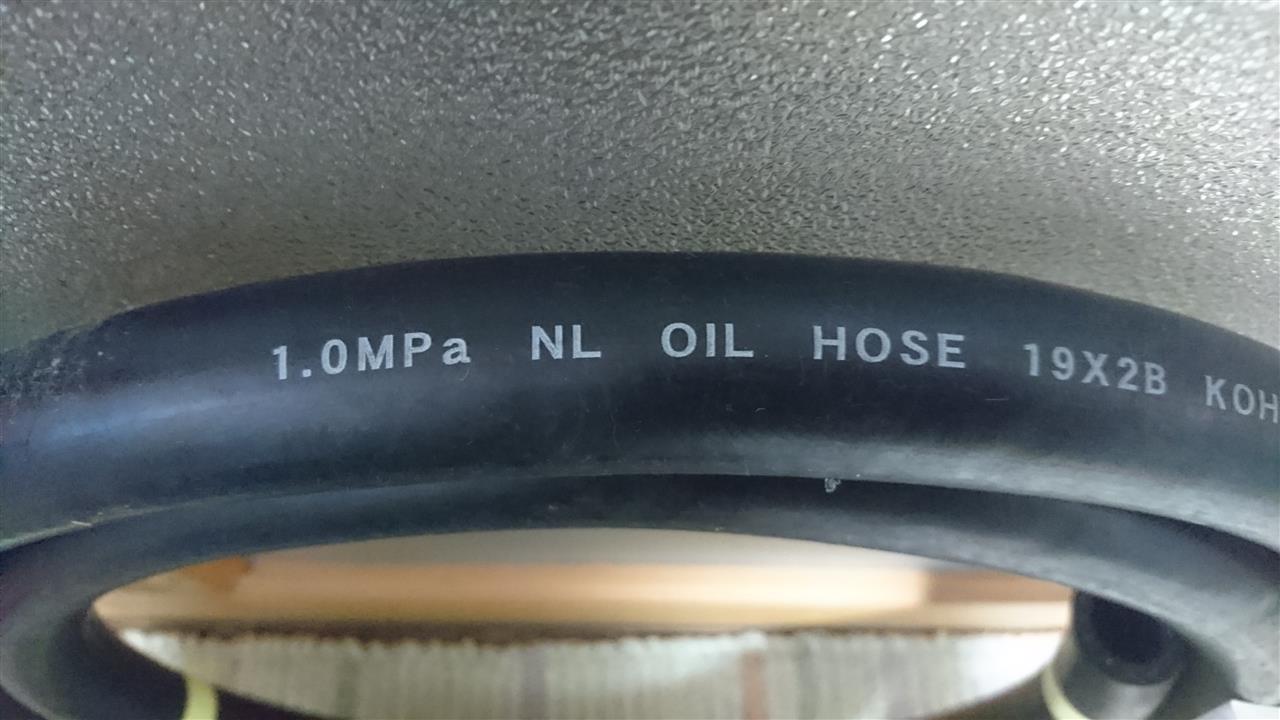 1.0MPa NL OIL HOSE 19X2B KOH